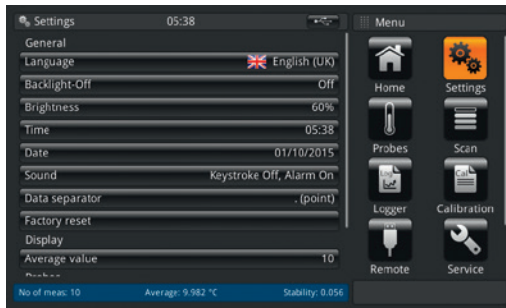 Settings 05:38
General
Language English (UK)
Backlight-Off Off
Brightness 60%
Time 05:38
Date 01/10/2015
Sound Keystroke Off, Alarm On
Data separator . (point)
Factory reset
Display
Average value 10
No of meas: 10 Average: 9.982 °C Stability: 0.056
Menu
Home Settings
Probes Scan
Log Cal
Logger Calibration
Remote Service